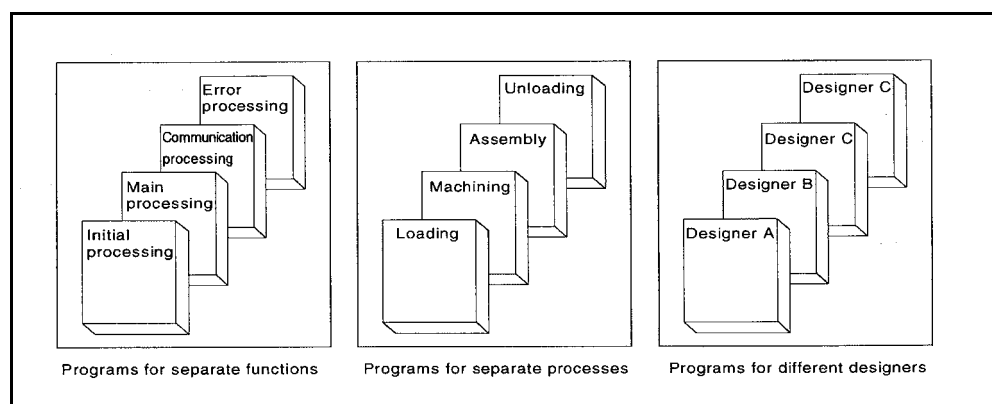 Error
processing
Communication
processing
Main
processing
Initial
processing
Programs for separate functions
Unloading
Assembly
Machining
Loading
Programs for separate processes
Designer C
Designer C
Designer B
Designer A
Programs for different designers